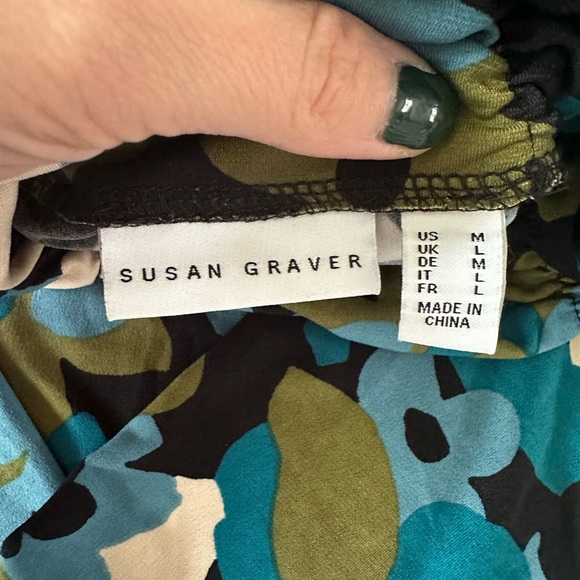 SUSAN GRAVER
US M
UK L
DE M
IT L
FR L
MADE IN
CHINA